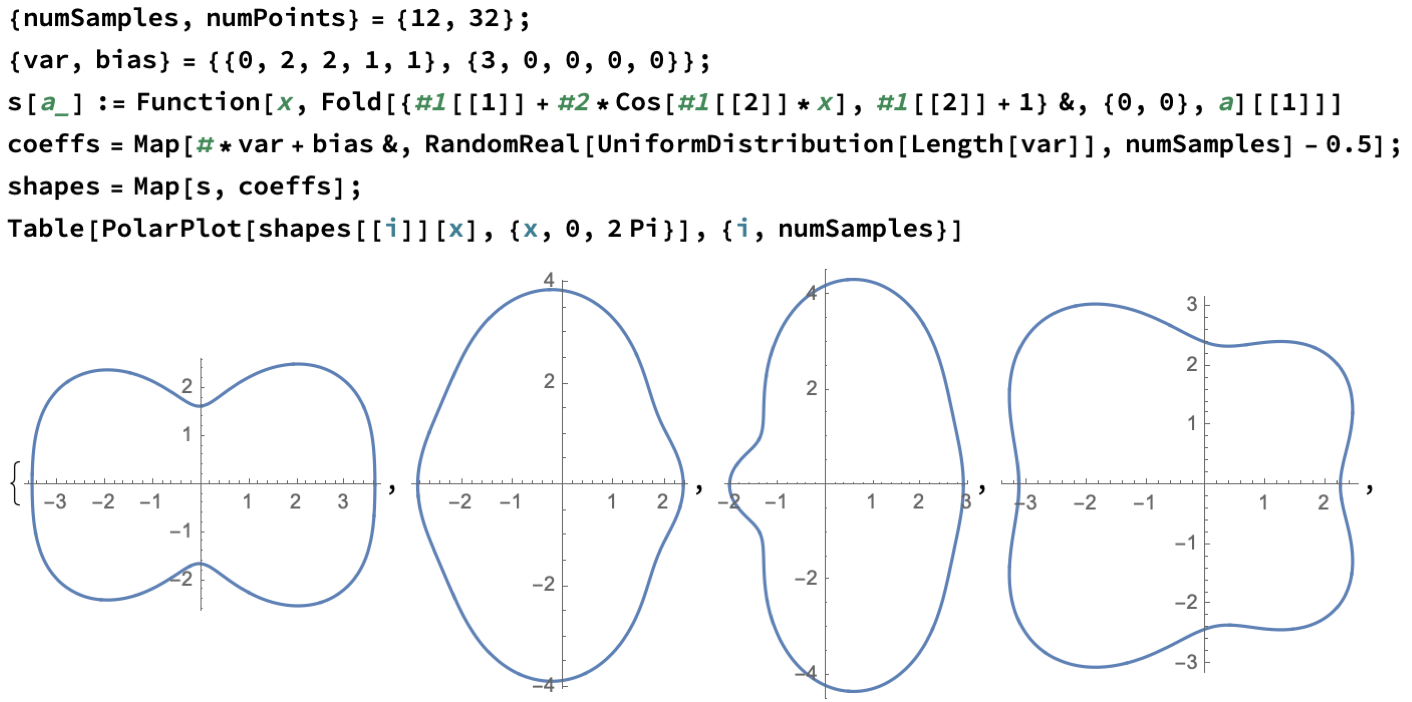 {numSamples, numPoints} = {12, 32};
{var, bias} = {{0, 2, 2, 1, 1}, {3, 0, 0, 0, 0}};
s[a_] := Function[x, Fold[{#1[[1]] + #2 * Cos[#1[[2]] * x], #1[[2]] + 1} &, {0, 0}, a][[1]]]
coeffs = Map[# * var + bias &, RandomReal[UniformDistribution[Length[var]], numSamples] - 0.5];
shapes = Map[s, coeffs];
Table[PolarPlot[shapes[[i]][x], {x, 0, 2 Pi}], {i, numSamples}]
{
2
1
-3 -2 -1 1 2 3
-1
-2
,
4
2
-2 -1 1 2
-2
-4
,
4
2
-2 -1 1 2 3
-2
-4
,
3
2
1
-3 -2 -1 1 2
-1
-2
-3
,